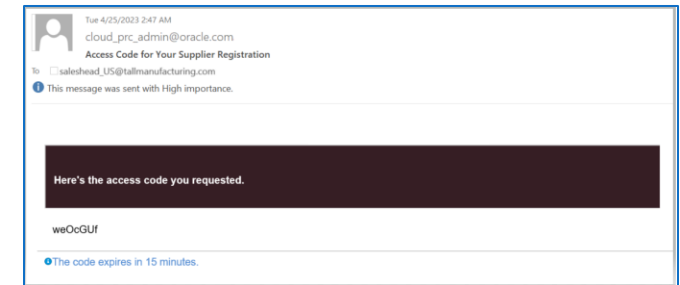 Tue 4/25/2023 2:47 AM
cloud_prc_admin@oracle.com
Access Code for Your Supplier Registration
To saleshead_US@tallmanufacturing.com
This message was sent with High importance.
Here's the access code you requested.
weOcGUf
The code expires in 15 minutes.